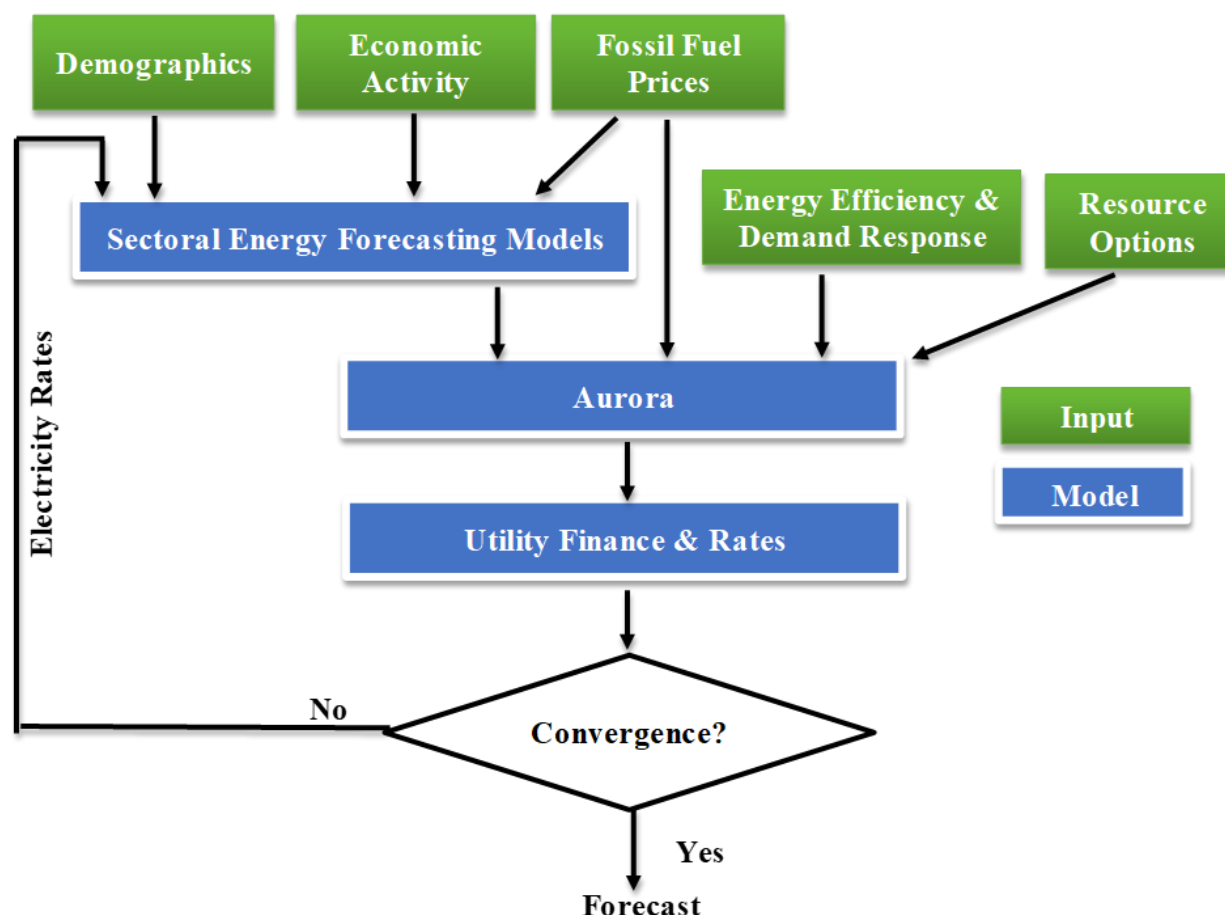 Demographics
Economic
Activity
Fossil Fuel
Prices
Sectoral Energy Forecasting Models
Energy Efficiency &
Demand Response
Resource
Options
Electricity Rates
Aurora
Input
Model
Utility Finance & Rates
No
Convergence?
Yes
Forecast